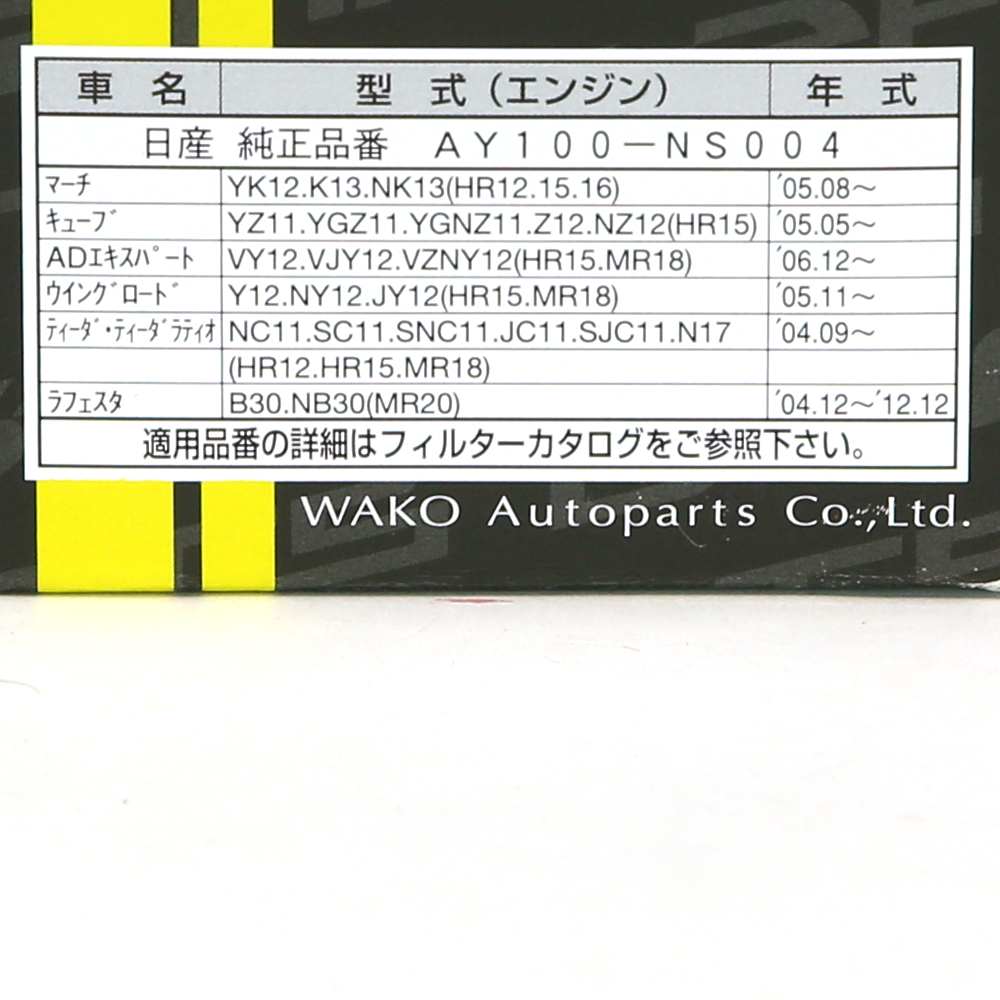 車 名 型 式 (エンジン) 年 式
日産 純正品番 AY100-NS004
ﾏｰﾁ YK12.K13.NK13(HR12.15.16) '05.08～
ｷｭｰﾌﾞ YZ11.YGZ11.YGNZ11.Z12.NZ12(HR15) '05.05～
ADｴｷｽﾊﾟｰﾄ VY12.VJY12.VZNY12(HR15.MR18) '06.12～
ｳｲﾝｸﾞﾛｰﾄﾞ Y12.NY12.JY12(HR15.MR18) '05.11～
ﾃｨｰﾀﾞ･ﾃｨｰﾀﾞﾗﾃｨｵ NC11.SC11.SNC11.JC11.SJC11.N17 '04.09～
(HR12.HR15.MR18)
ﾗﾌｪｽﾀ B30.NB30(MR20) '04.12～'12.12
適用品番の詳細はフィルターカタログをご参照下さい。
WAKO Autoparts Co.,Ltd.